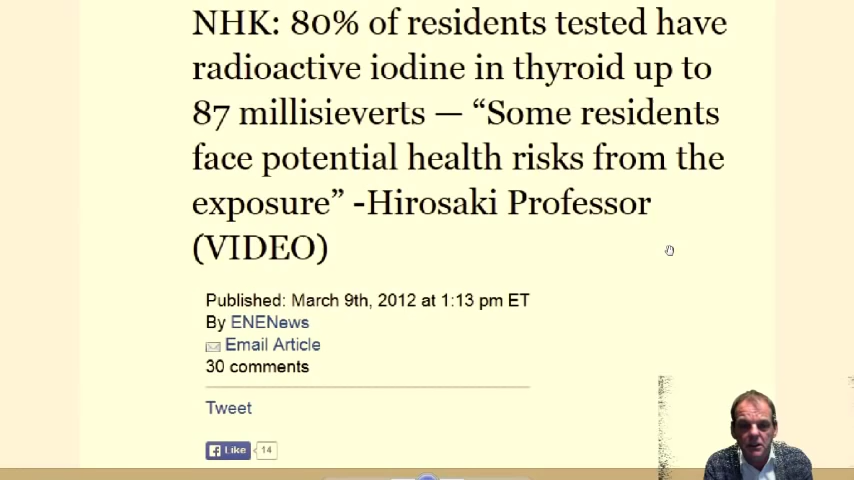 NHK: 80% of residents tested have
radioactive iodine in thyroid up to
87 millisieverts — “Some residents
face potential health risks from the
exposure” -Hirosaki Professor
(VIDEO)
Published: March 9th, 2012 at 1:13 pm ET
By ENENews
Email Article
30 comments
Tweet
Like 14